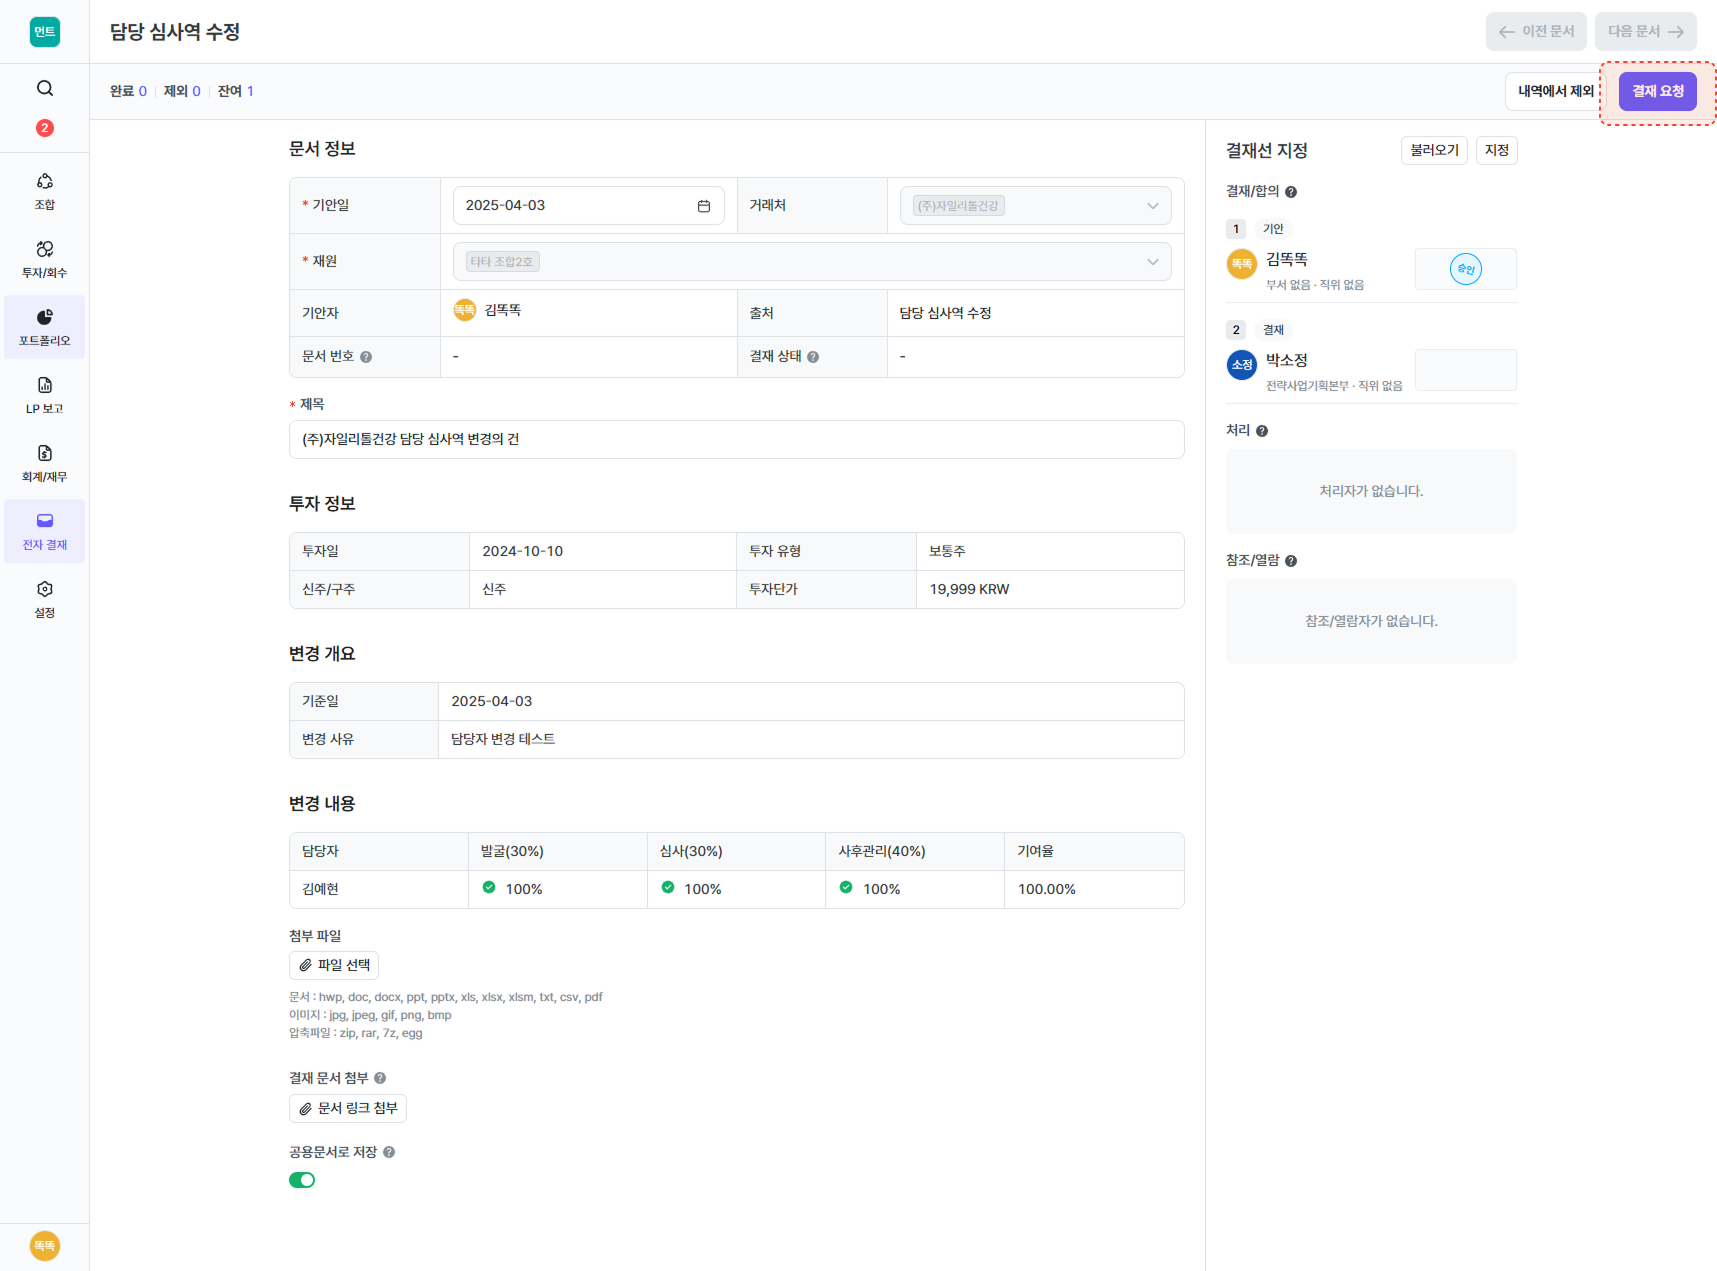 먼트
담당 심사역 수정
이전 문서
다음 문서
2
완료 0
제외 0
잔여 1
내역에서 제외
결재 요청
조합
투자/회수
포트폴리오
LP 보고
회계/재무
전자 결재
설정
똑똑
문서 정보
* 기안일
2025-04-03
거래처
(주)자일리톨건강
* 재원
타타 조합2호
기안자
똑똑 김똑똑
출처
담당 심사역 수정
문서 번호 ?
-
결재 상태 ?
-
* 제목
(주)자일리톨건강 담당 심사역 변경의 건
투자 정보
투자일
2024-10-10
투자 유형
보통주
신주/구주
신주
투자단가
19,999 KRW
변경 개요
기준일
2025-04-03
변경 사유
담당자 변경 테스트
변경 내용
담당자
발굴(30%)
심사(30%)
사후관리(40%)
기여율
김예현
100%
100%
100%
100.00%
첨부 파일
파일 선택
문서 : hwp, doc, docx, ppt, pptx, xls, xlsx, xlsm, txt, csv, pdf
이미지 : jpg, jpeg, gif, png, bmp
압축파일 : zip, rar, 7z, egg
결재 문서 첨부 ?
문서 링크 첨부
공용문서로 저장 ?
결재선 지정
불러오기
지정
결재/합의 ?
1 기안
똑똑 김똑똑
부서 없음 · 직위 없음
승인
2 결재
소정 박소정
전략사업기획본부 · 직위 없음
처리 ?
처리자가 없습니다.
참조/열람 ?
참조/열람자가 없습니다.